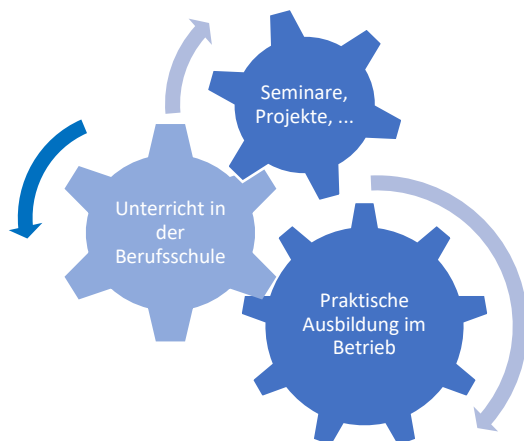 Seminare,
Projekte, ...
Unterricht in
der
Berufsschule
Praktische
Ausbildung im
Betrieb